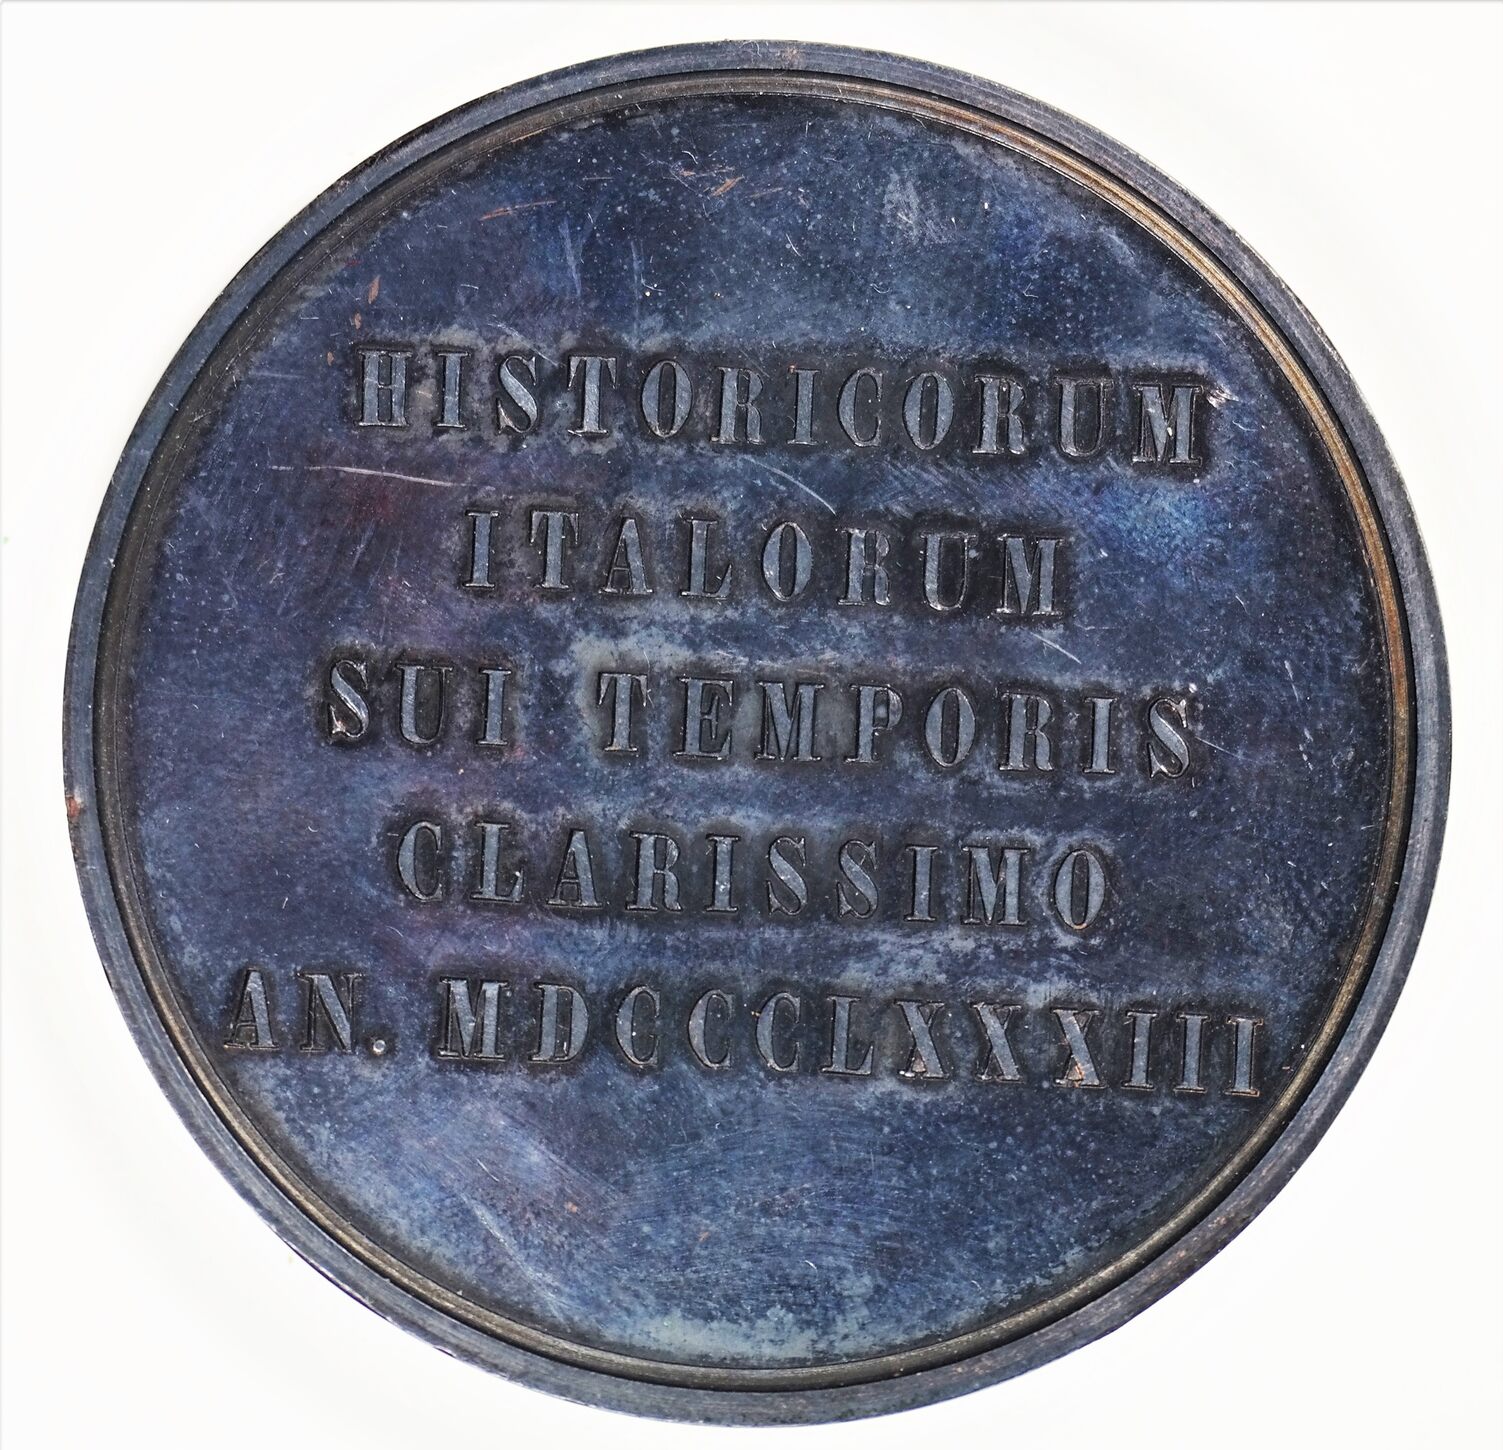 HISTORICORUM
ITALORUM
SUI TEMPORIS
CLARISSIMO
AN. MDCCCLXXXIII